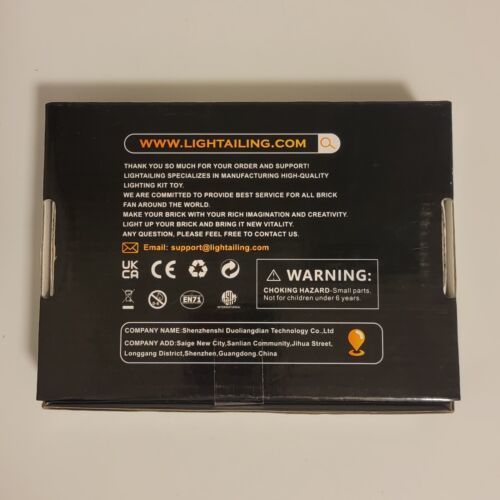 WWW.LIGHTAILING.COM
THANK YOU SO MUCH FOR YOUR ORDER AND SUPPORT!
LIGHTAILING SPECIALIZES IN MANUFACTURING HIGH-QUALITY
LIGHTING KIT TOY.
WE ARE COMMITTED TO PROVIDE BEST SERVICE FOR ALL BRICK
FAN AROUND THE WORLD.
MAKE YOUR BRICK WITH YOUR RICH IMAGINATION AND CREATIVITY.
LIGHT UP YOUR BRICK AND BRING IT NEW VITALITY.
ANY QUESTION, PLEASE FEEL FREE TO CONTACT US.
Email: support@lightailing.com
UK
CA
CE
EN71
WARNING:
CHOKING HAZARD-Small parts.
Not for children under 6 years.
COMPANY NAME:Shenzhenshi Duoliangdian Technology Co.,Ltd
COMPANY ADD:Saige New City,Sanlian Community,Jihua Street,
Longgang District,Shenzhen,Guangdong.China